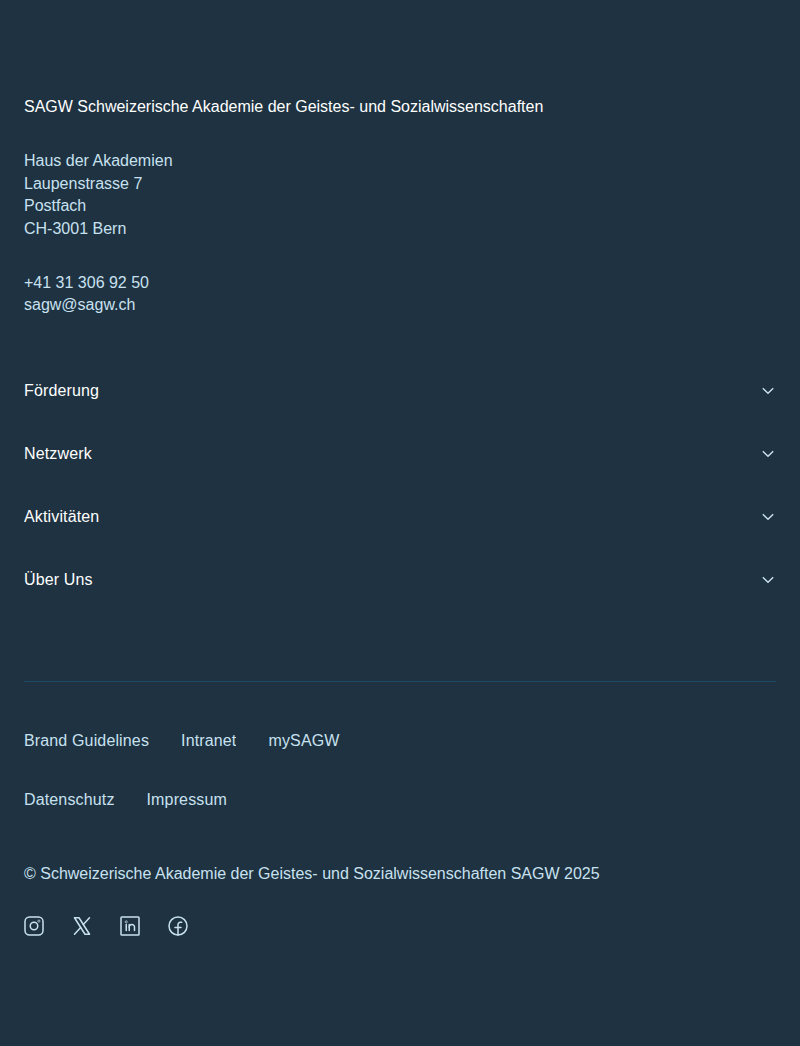 SAGW Schweizerische Akademie der Geistes- und Sozialwissenschaften
Haus der Akademien
Laupenstrasse 7
Postfach
CH-3001 Bern
+41 31 306 92 50
sagw@sagw.ch
Förderung
Netzwerk
Aktivitäten
Über Uns
Brand Guidelines Intranet mySAGW
Datenschutz Impressum
© Schweizerische Akademie der Geistes- und Sozialwissenschaften SAGW 2025